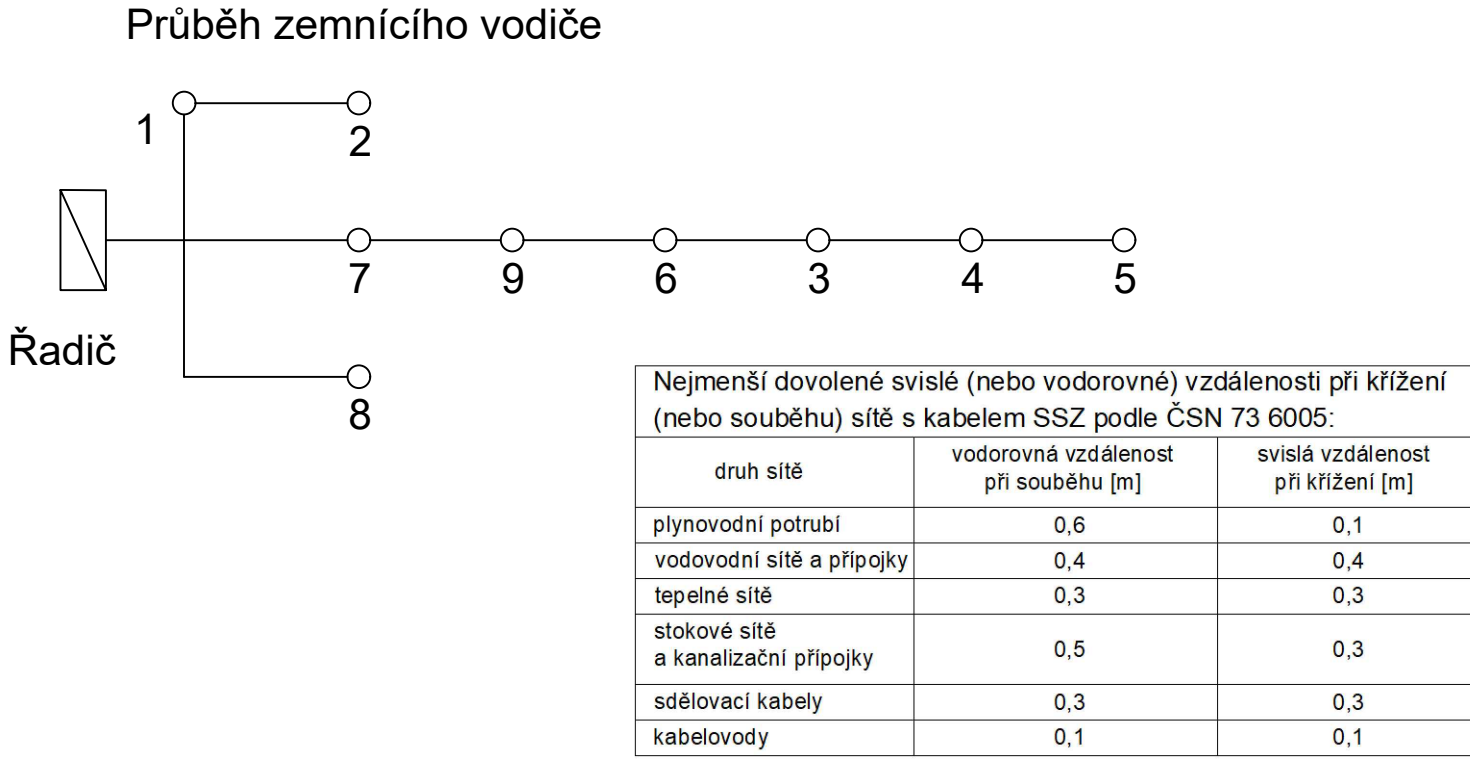 Průběh zemnícího vodiče
1
2
7
9
6
3
4
5
Řadič
8
Nejmenší dovolené svislé (nebo vodorovné) vzdálenosti při křížení
(nebo souběhu) sítě s kabelem SSZ podle ČSN 73 6005:
druh sítě
vodorovná vzdálenost
při souběhu [m]
svislá vzdálenost
při křížení [m]
plynovodní potrubí 0,6 0,1
vodovodní sítě a přípojky 0,4 0,4
tepelné sítě 0,3 0,3
stokové sítě
a kanalizační přípojky 0,5 0,3
sdělovací kabely 0,3 0,3
kabelovody 0,1 0,1